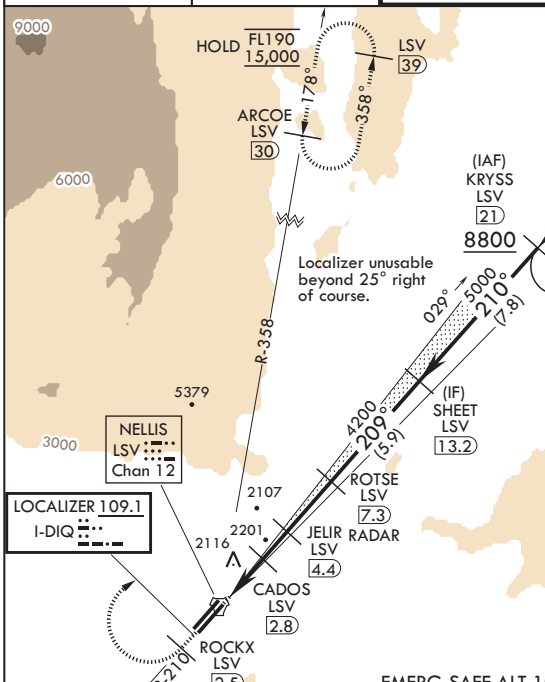 9000
HOLD FL190
15,000
LSV
39
178°
358°
ARCOE
LSV
30
6000
(IAF)
KRYSS
LSV
21
8800
Localizer unusable
beyond 25° right
of course.
029°
5000
210°
(7.8)
R-358
5379
(IF)
SHEET
LSV
13.2
4200
209°
(5.9)
NELLIS
LSV
Chan 12
3000
ROTSE
LSV
7.3
RADAR
LOCALIZER 109.1
I-DIQ
2107
2201
2116
JELIR
LSV
4.4
CADOS
LSV
2.8
ROCKX
LSV
2.5
-210
EMERG SAFE ALT 1